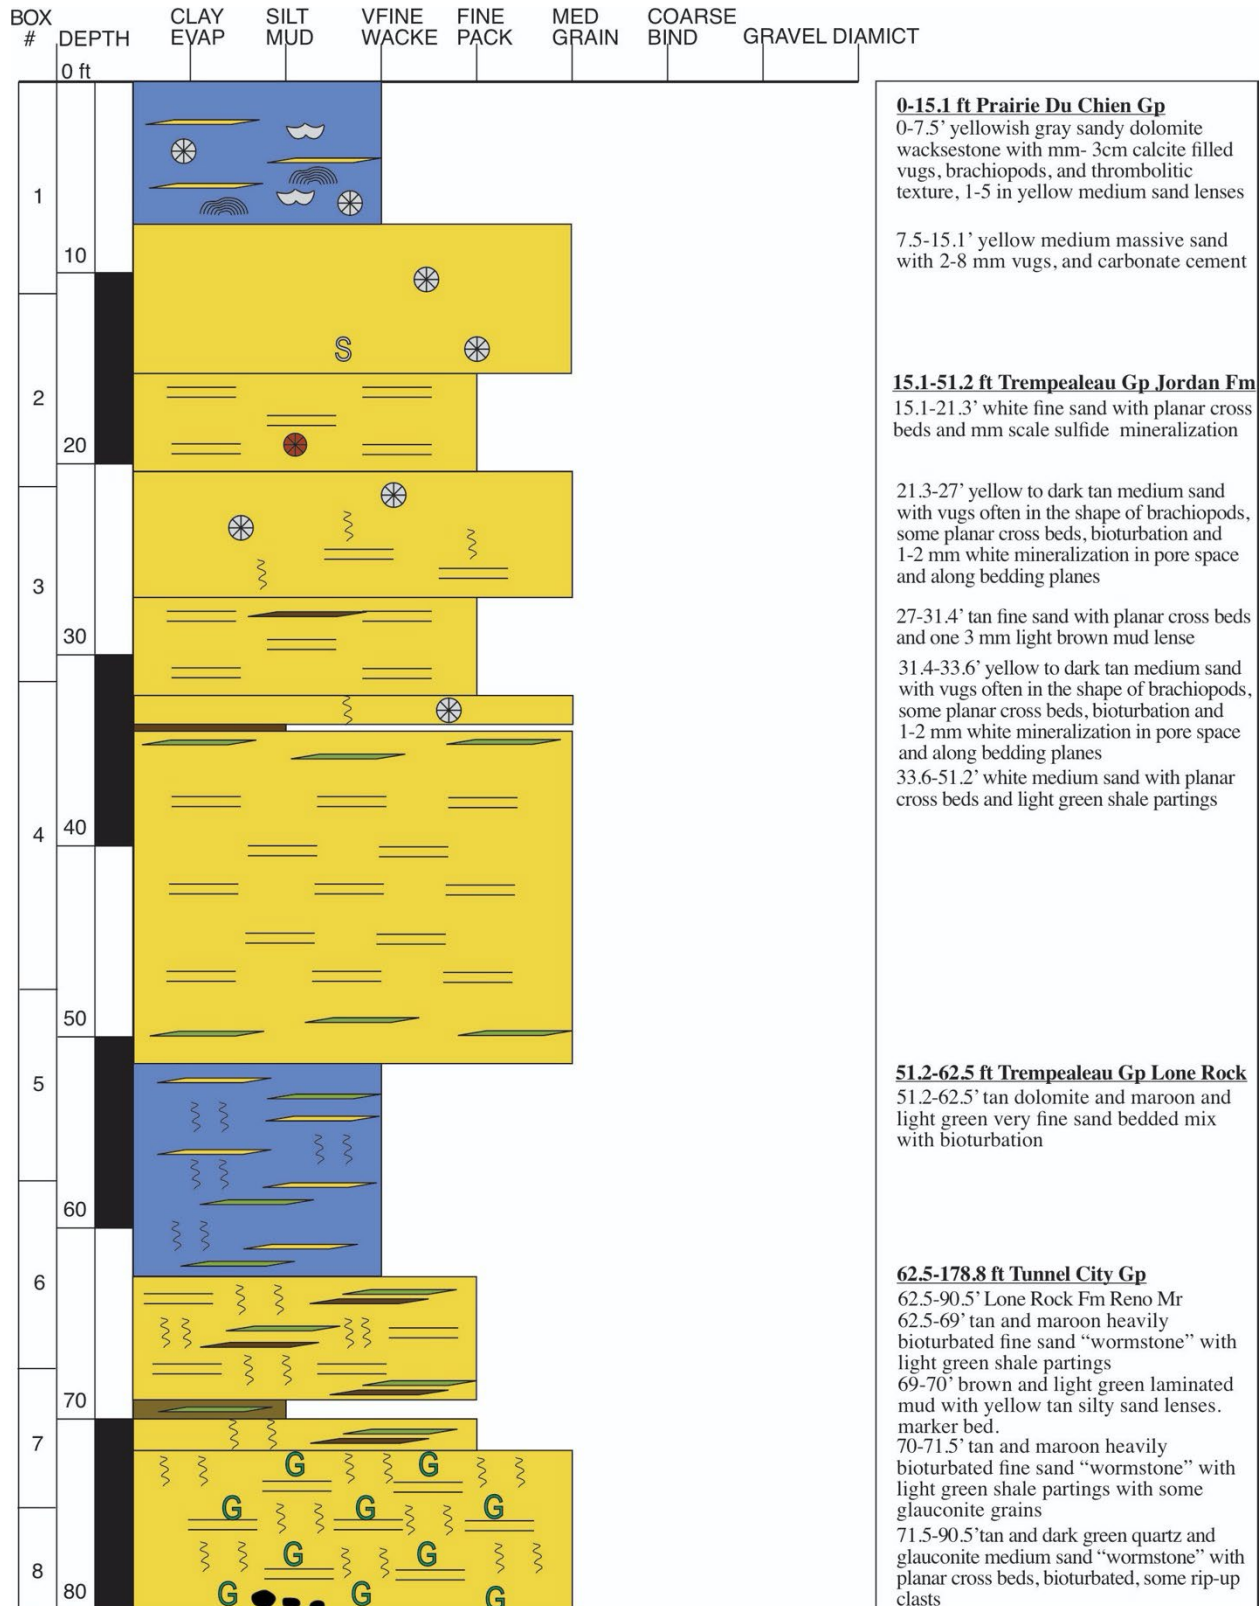 BOX # DEPTH CLAY EVAP SILT MUD VFINE WACKE FINE PACK MED GRAIN COARSE BIND GRAVEL DIAMICT
0 ft
1
10
2
20
3
30
4
40
50
5
60
6
70
7
8
80
S
G G
G G G
G G
G G
0-15.1 ft Prairie Du Chien Gp
0-7.5' yellowish gray sandy dolomite
wacksestone with mm- 3cm calcite filled
vugs, brachiopods, and thrombolitic
texture, 1-5 in yellow medium sand lenses
7.5-15.1' yellow medium massive sand
with 2-8 mm vugs, and carbonate cement
15.1-51.2 ft Trempealeau Gp Jordan Fm
15.1-21.3' white fine sand with planar cross
beds and mm scale sulfide mineralization
21.3-27' yellow to dark tan medium sand
with vugs often in the shape of brachiopods,
some planar cross beds, bioturbation and
1-2 mm white mineralization in pore space
and along bedding planes
27-31.4' tan fine sand with planar cross beds
and one 3 mm light brown mud lense
31.4-33.6' yellow to dark tan medium sand
with vugs often in the shape of brachiopods,
some planar cross beds, bioturbation and
1-2 mm white mineralization in pore space
and along bedding planes
33.6-51.2' white medium sand with planar
cross beds and light green shale partings
51.2-62.5 ft Trempealeau Gp Lone Rock
51.2-62.5' tan dolomite and maroon and
light green very fine sand bedded mix
with bioturbation
62.5-178.8 ft Tunnel City Gp
62.5-90.5' Lone Rock Fm Reno Mr
62.5-69' tan and maroon heavily
bioturbated fine sand “wormstone” with
light green shale partings
69-70' brown and light green laminated
mud with yellow tan silty sand lenses.
marker bed.
70-71.5' tan and maroon heavily
bioturbated fine sand “wormstone” with
light green shale partings with some
glauconite grains
71.5-90.5'tan and dark green quartz and
glauconite medium sand “wormstone” with
planar cross beds, bioturbated, some rip-up
clasts